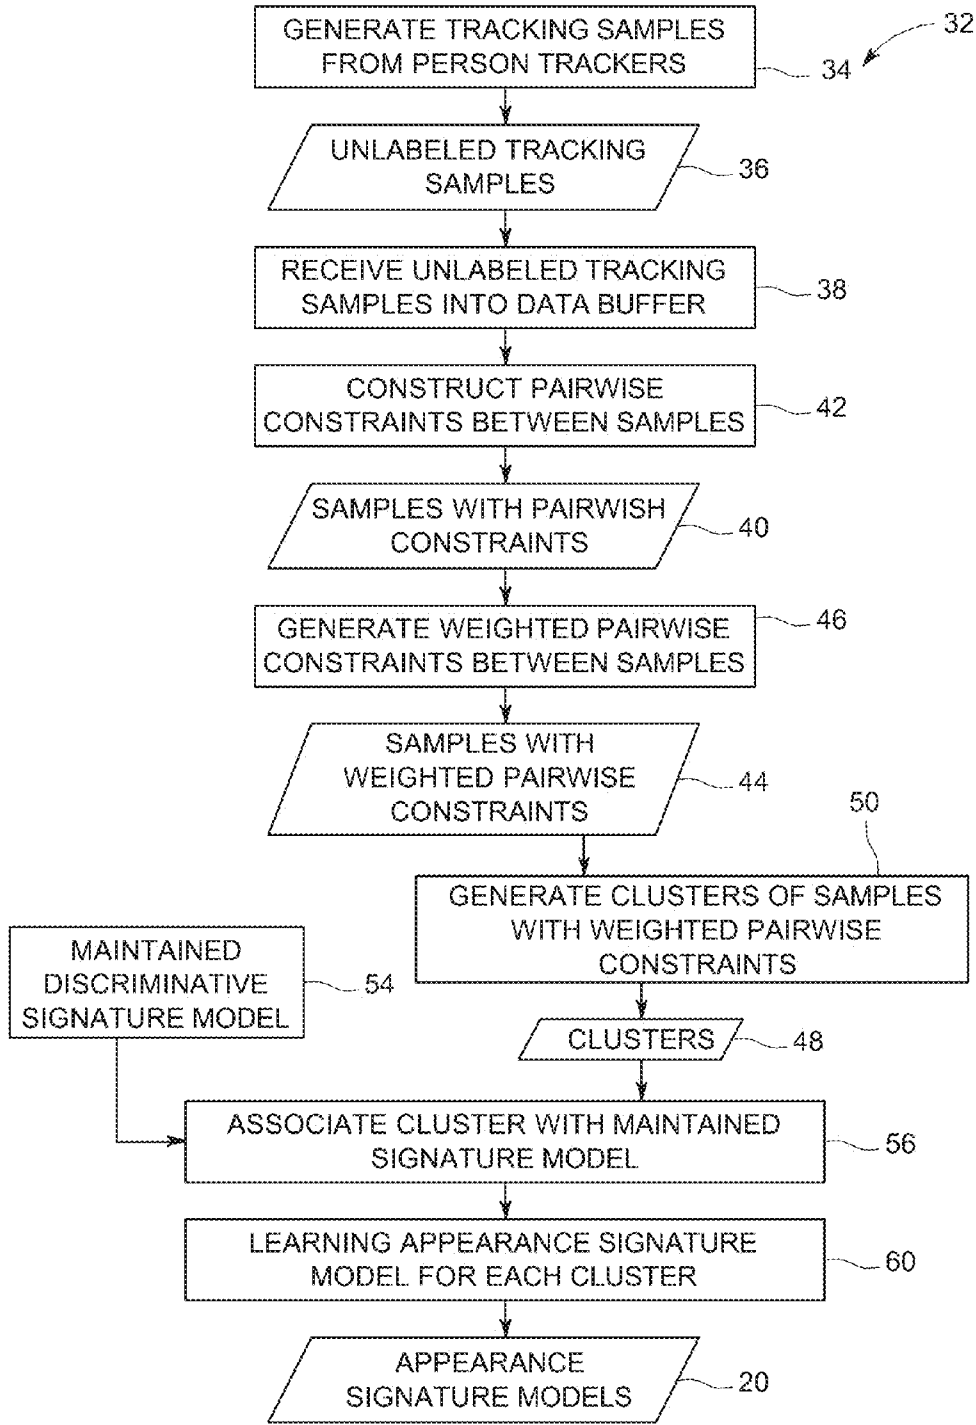 32
GENERATE TRACKING SAMPLES
FROM PERSON TRACKERS
34
UNLABELED TRACKING
SAMPLES
36
RECEIVE UNLABELED TRACKING
SAMPLES INTO DATA BUFFER
38
CONSTRUCT PAIRWISE
CONSTRAINTS BETWEEN SAMPLES
42
SAMPLES WITH PAIRWISH
CONSTRAINTS
40
GENERATE WEIGHTED PAIRWISE
CONSTRAINTS BETWEEN SAMPLES
46
SAMPLES WITH
WEIGHTED PAIRWISE
CONSTRAINTS
44
50
GENERATE CLUSTERS OF SAMPLES
WITH WEIGHTED PAIRWISE
CONSTRAINTS
MAINTAINED
DISCRIMINATIVE
SIGNATURE MODEL
54
CLUSTERS
48
ASSOCIATE CLUSTER WITH MAINTAINED
SIGNATURE MODEL
56
LEARNING APPEARANCE SIGNATURE
MODEL FOR EACH CLUSTER
60
APPEARANCE
SIGNATURE MODELS
20